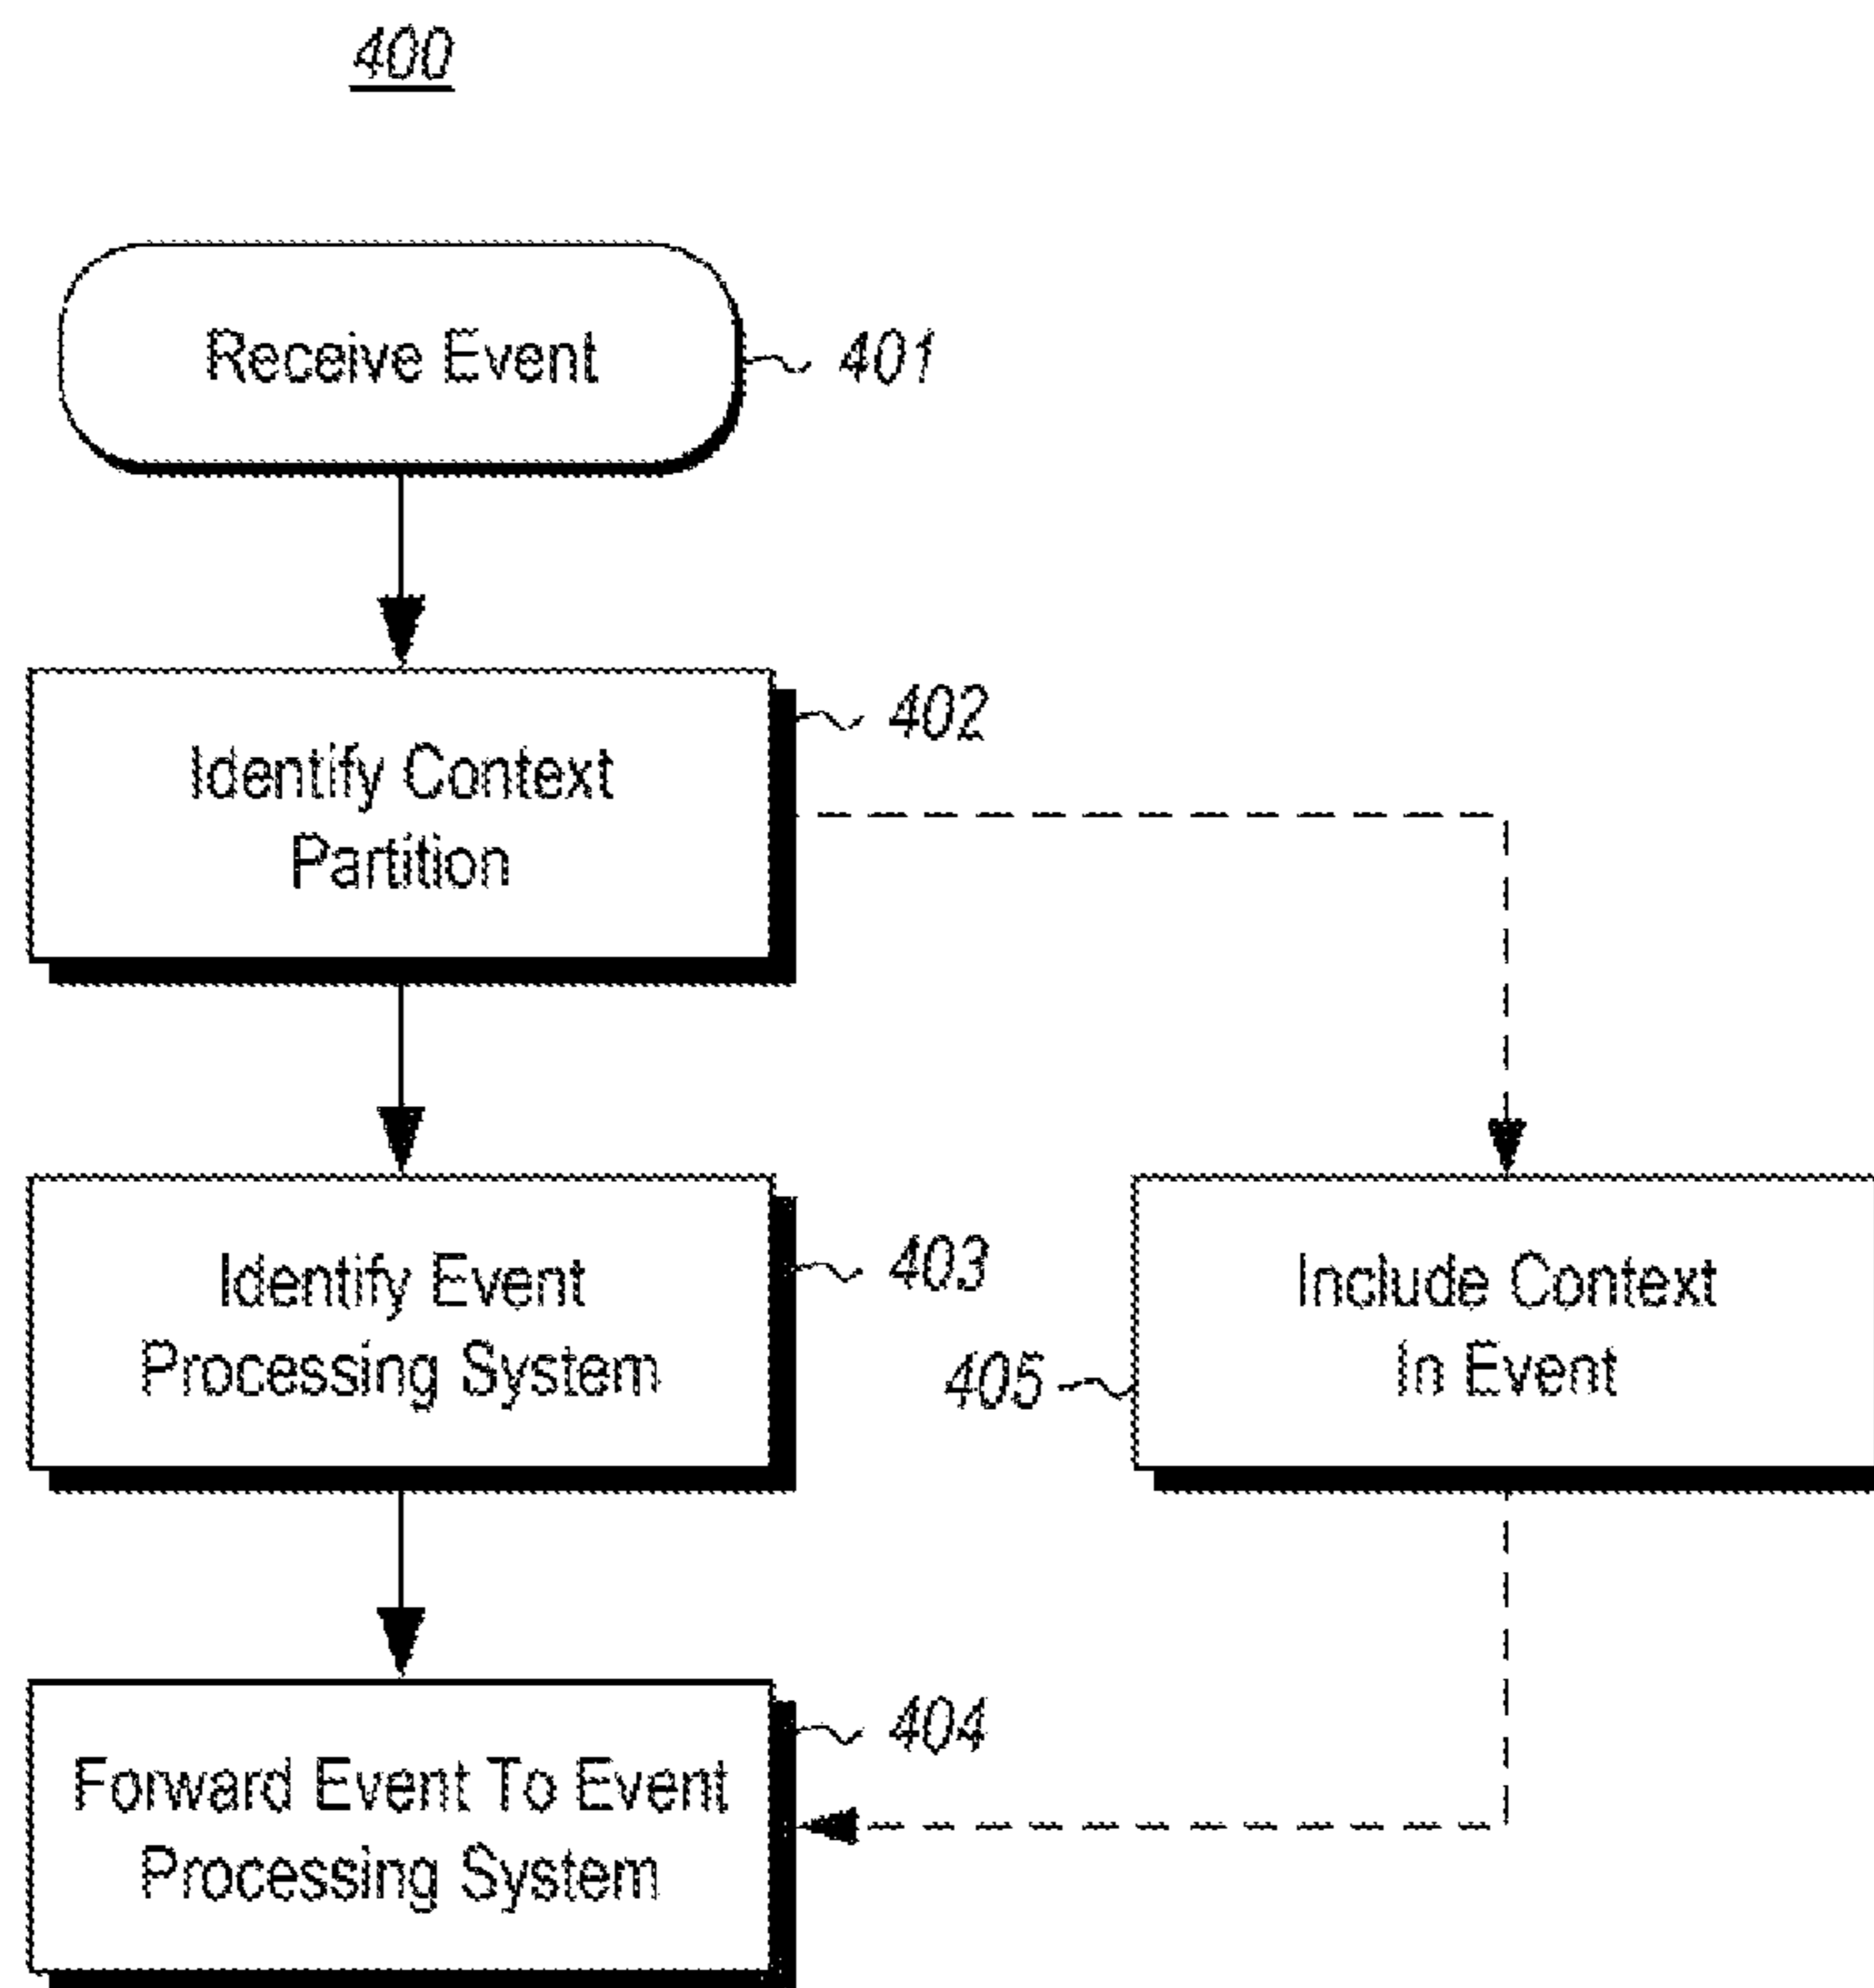 400
Receive Event
401
402
Identify Context
Partition
Identify Event
Processing System
403
405
Include Context
In Event
404
Forward Event To Event
Processing System